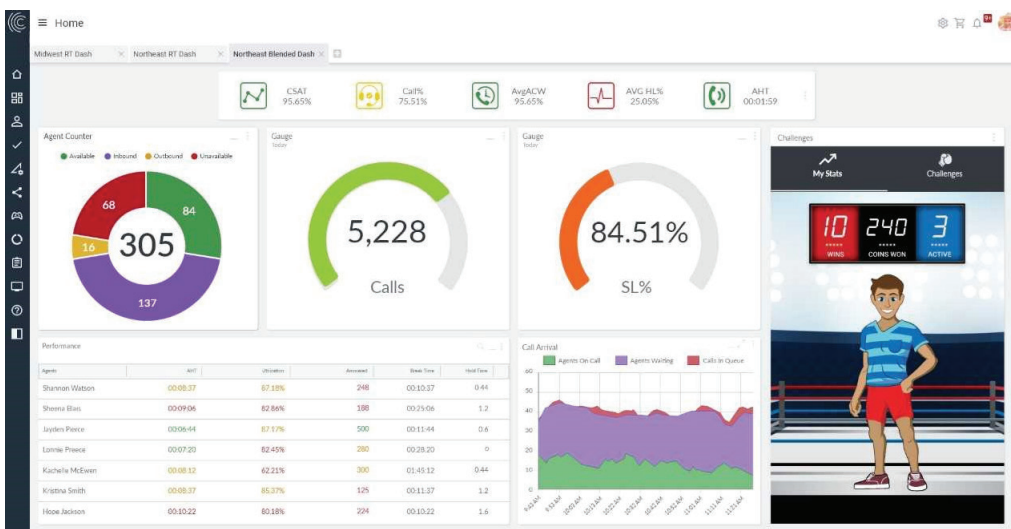 Home
9+
Midwest RT Dash
Northeast RT Dash
Northeast Blended Dash
CSAT
95.65%
Call%
75.51%
AvgACW
95.65%
AVG HL%
25.05%
AHT
00:01:59
Agent Counter
Available Inbound Outbound Unavailable
68
84
16
305
137
Gauge
Today
5,228
Calls
Gauge
Today
84.51%
SL%
Challenges
My Stats
Challenges
10 240 3
WINS COINS WON ACTIVE
Performance
Agents AHT Utilization Answered Break Time Hold Time
Shannon Watson 00:08:37 67.18% 248 00:10:37 0.44
Sheena Blais 00:09:06 82.86% 188 00:25:06 1.2
Jayden Pierce 00:06:44 87.17% 500 00:11:44 0.6
Lonnie Preece 00:07:20 82.45% 280 00:28:20 0
Kachelle McEwen 00:08:12 62.21% 300 01:45:12 0.44
Kristina Smith 00:08:37 65.37% 125 00:11:37 1.2
Hope Jackson 00:10:22 80.18% 224 00:10:22 1.6
Call Arrival
Agents On Call Agents Waiting Calls In Queue
60
50
40
30
20
10
0